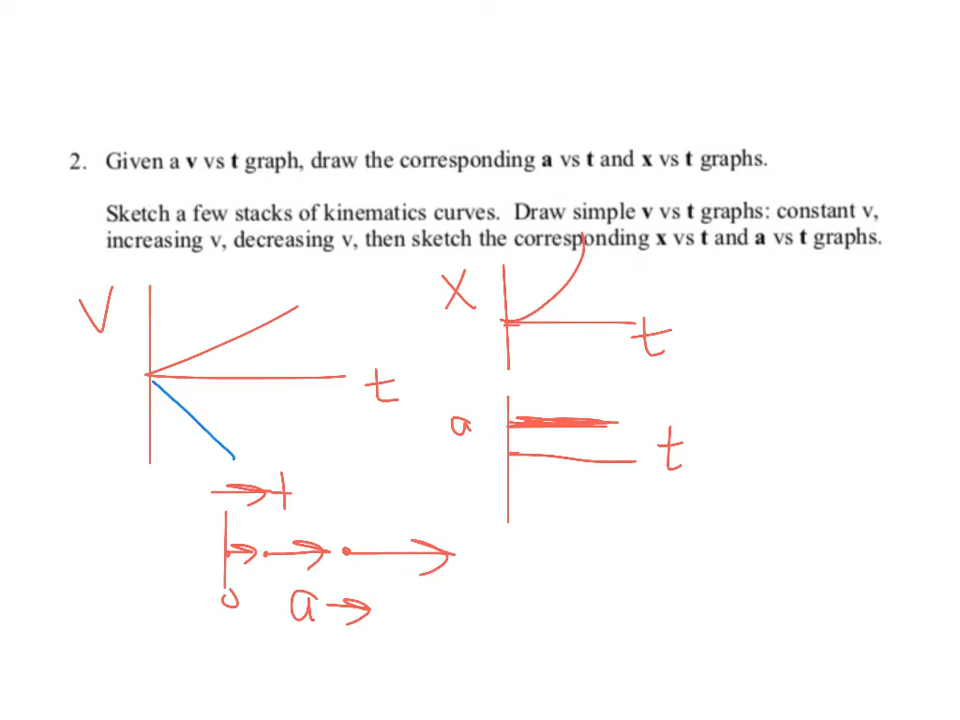 2. Given a v vs t graph, draw the corresponding a vs t and x vs t graphs.
Sketch a few stacks of kinematics curves. Draw simple v vs t graphs: constant v,
increasing v, decreasing v, then sketch the corresponding x vs t and a vs t graphs.
V
t
X
t
a
t
+
0
a